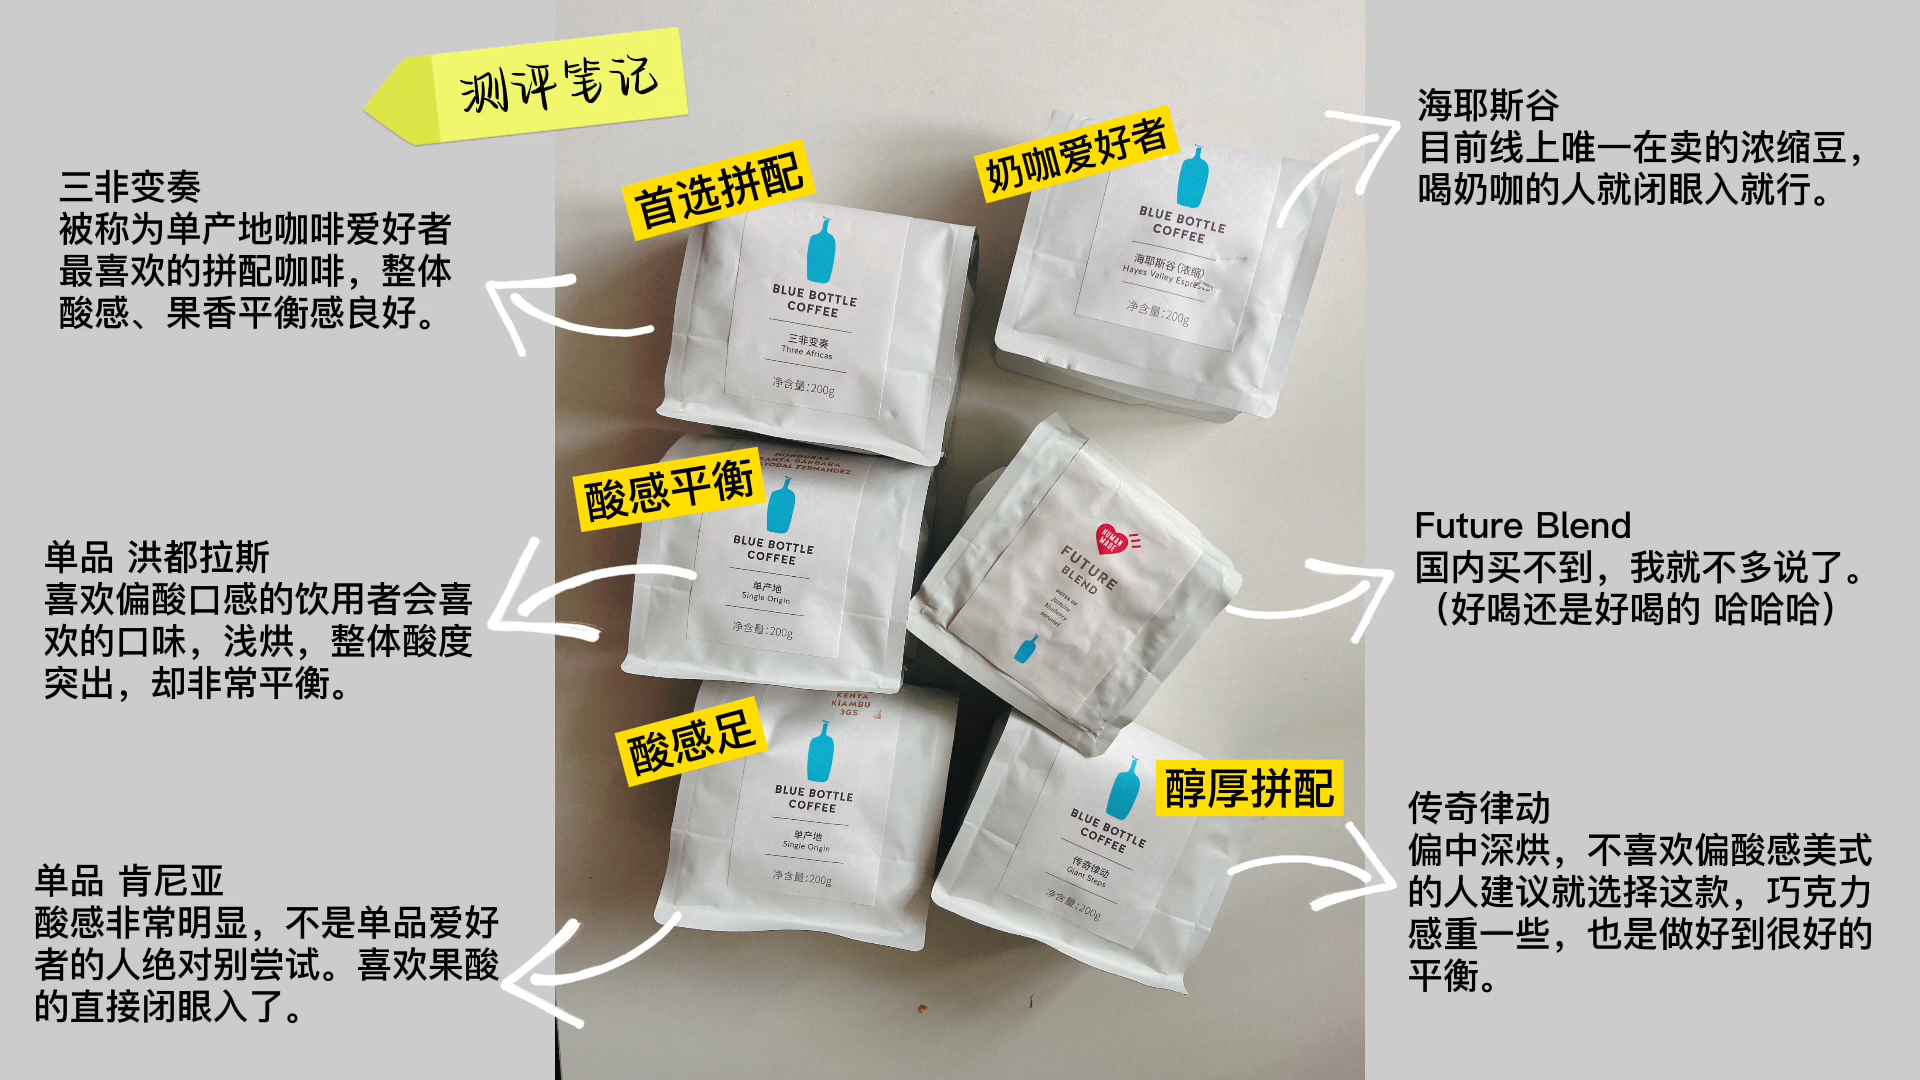 测评笔记
三非变奏
被称为单产地咖啡爱好者
最喜欢的拼配咖啡，整体
酸感、果香平衡感良好。
单品 洪都拉斯
喜欢偏酸口感的饮用者会喜
欢的口味，浅烘，整体酸度
突出，却非常平衡。
单品 肯尼亚
酸感非常明显，不是单品爱好
者的人绝对别尝试。喜欢果酸
的直接闭眼入了。
首选拼配
BLUE BOTTLE
COFFEE
三非变奏
Three Africas
净含量:200g
酸感平衡
HONDURAS
SANTA BARBARA
FERNANDEZ
BLUE BOTTLE
COFFEE
单产地
Single Origin
净含量:200g
酸感足
KENYA
KIAMBU
3GS
BLUE BOTTLE
COFFEE
单产地
Single Origin
净含量:200g
奶咖爱好者
BLUE BOTTLE
COFFEE
海耶斯谷(浓缩)
Hayes Valley Espresso
净含量:200g
HUMAN
MADE
FUTURE
BLEND
NOTES OF
Jasmine
blueberry
caramel
醇厚拼配
BLUE BOTTLE
COFFEE
传奇律动
Giant Steps
净含量:200g
海耶斯谷
目前线上唯一在卖的浓缩豆，
喝奶咖的人就闭眼入就行。
Future Blend
国内买不到，我就不多说了。
（好喝还是好喝的 哈哈哈）
传奇律动
偏中深烘，不喜欢偏酸感美式
的人建议就选择这款，巧克力
感重一些，也是做好到很好的
平衡。